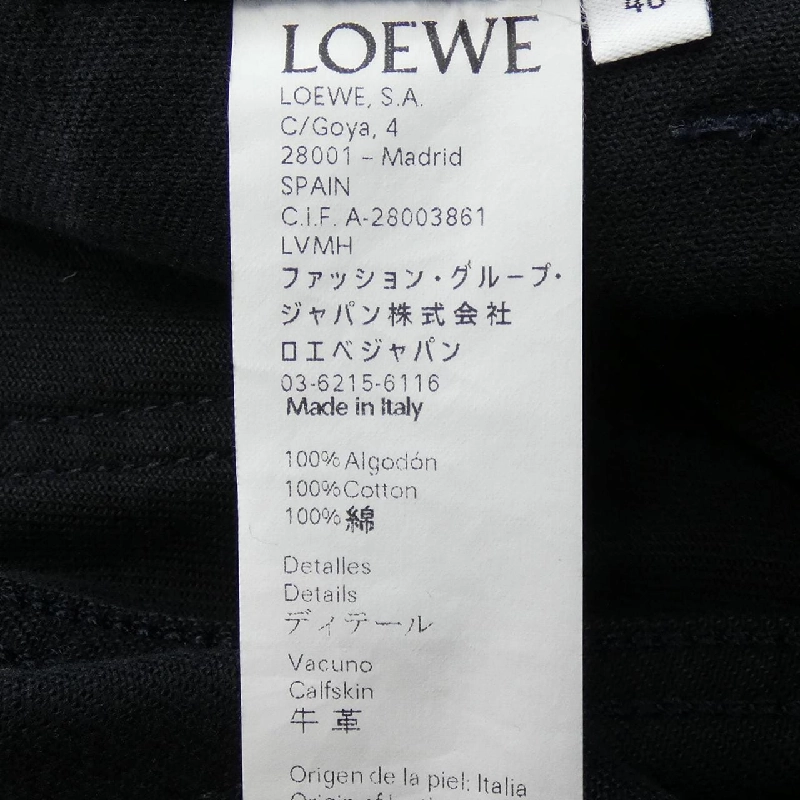 LOEWE
LOEWE, S.A.
C/Goya, 4
28001 – Madrid
SPAIN
C.i.F. A-28003861
LVMH
ファッション・グループ・
ジャパン株式会社
ロエベジャパン
03-6215-6116
Made in Italy
100% Algodón
100% Cotton
100% 綿
Detalles
Details
ディテール
Vacuno
Calfskin
牛革
Origen de la piel: Italia